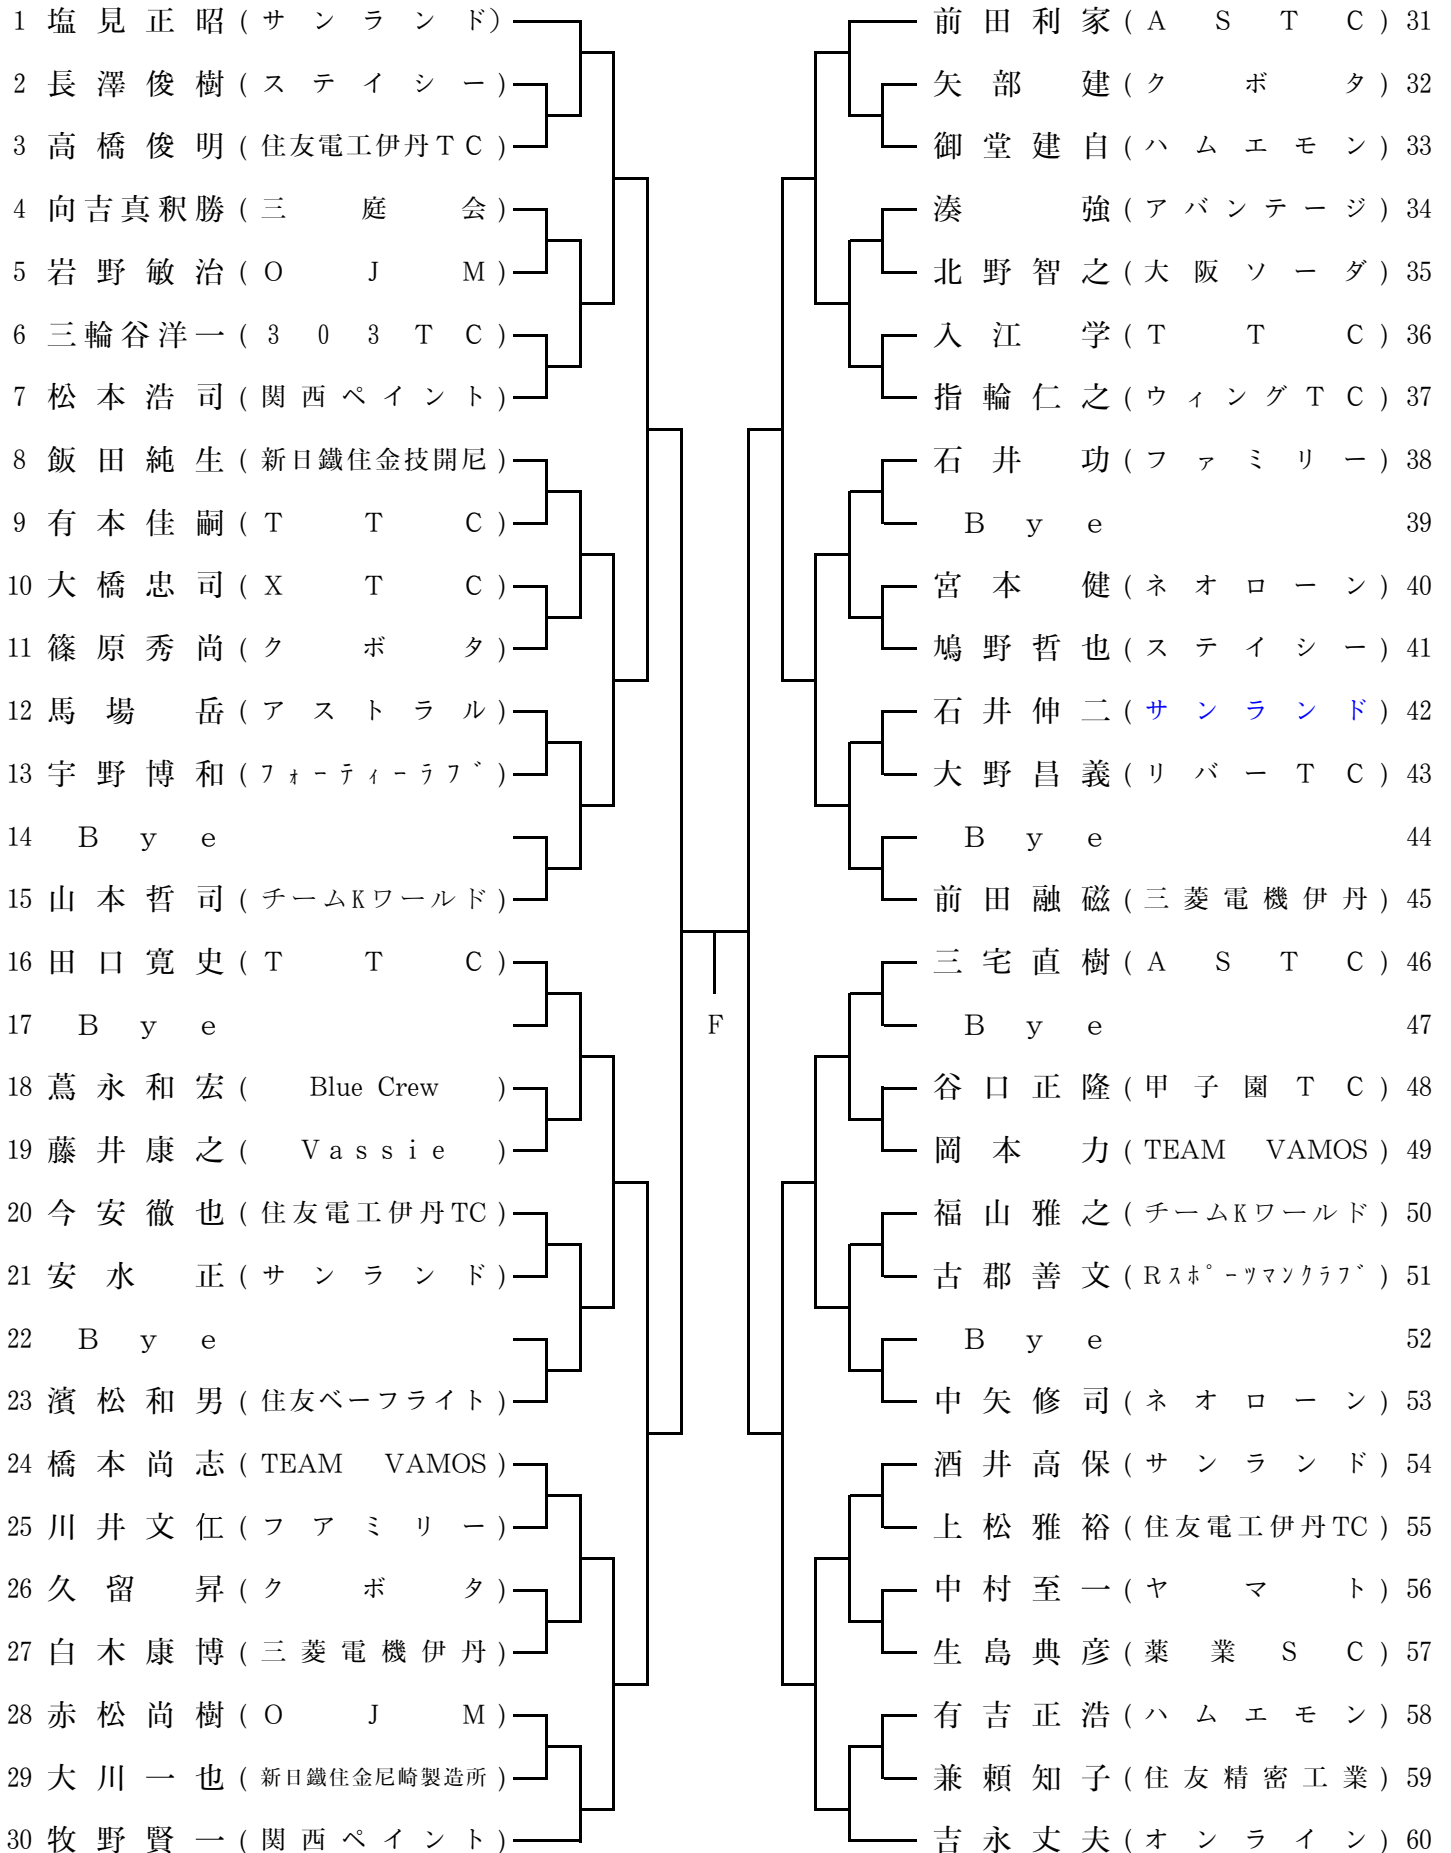 1 塩見正昭(サンランド)
2 長澤俊樹(ステイシー)
3 高橋俊明(住友電工伊丹TC)
4 向吉真釈勝(三庭会)
5 岩野敏治(OJM)
6 三輪谷洋一(303TC)
7 松本浩司(関西ペイント)
8 飯田純生(新日鐵住金技開尼)
9 有本佳嗣(TTC)
10 大橋忠司(XTC)
11 篠原秀尚(クボタ)
12 馬場岳(アストラル)
13 宇野博和(フォーティーラブ)
14 Bye
15 山本哲司(チームKワールド)
16 田口寛史(TTC)
17 Bye
18 蔦永和宏(Blue Crew)
19 藤井康之(Vassie)
20 今安徹也(住友電工伊丹TC)
21 安水正(サンランド)
22 Bye
23 濱松和男(住友ベーフライト)
24 橋本尚志(TEAM VAMOS)
25 川井文仁(フアミリー)
26 久留昇(クボタ)
27 白木康博(三菱電機伊丹)
28 赤松尚樹(OJM)
29 大川一也(新日鐵住金尼崎製造所)
30 牧野賢一(関西ペイント)
F
前田利家(ASTC) 31
矢部建(クボタ) 32
御堂建自(ハムエモン) 33
湊強(アバンテージ) 34
北野智之(大阪ソーダ) 35
入江学(TTC) 36
指輪仁之(ウィングTC) 37
石井功(ファミリー) 38
Bye 39
宮本健(ネオローン) 40
鳩野哲也(ステイシー) 41
石井伸二(サンランド) 42
大野昌義(リバーTC) 43
Bye 44
前田融磁(三菱電機伊丹) 45
三宅直樹(ASTC) 46
Bye 47
谷口正隆(甲子園TC) 48
岡本力(TEAM VAMOS) 49
福山雅之(チームKワールド) 50
古郡善文(Rスポーツマンクラブ) 51
Bye 52
中矢修司(ネオローン) 53
酒井高保(サンランド) 54
上松雅裕(住友電工伊丹TC) 55
中村至一(ヤマト) 56
生島典彦(薬業SC) 57
有吉正浩(ハムエモン) 58
兼頼知子(住友精密工業) 59
吉永丈夫(オンライン) 60